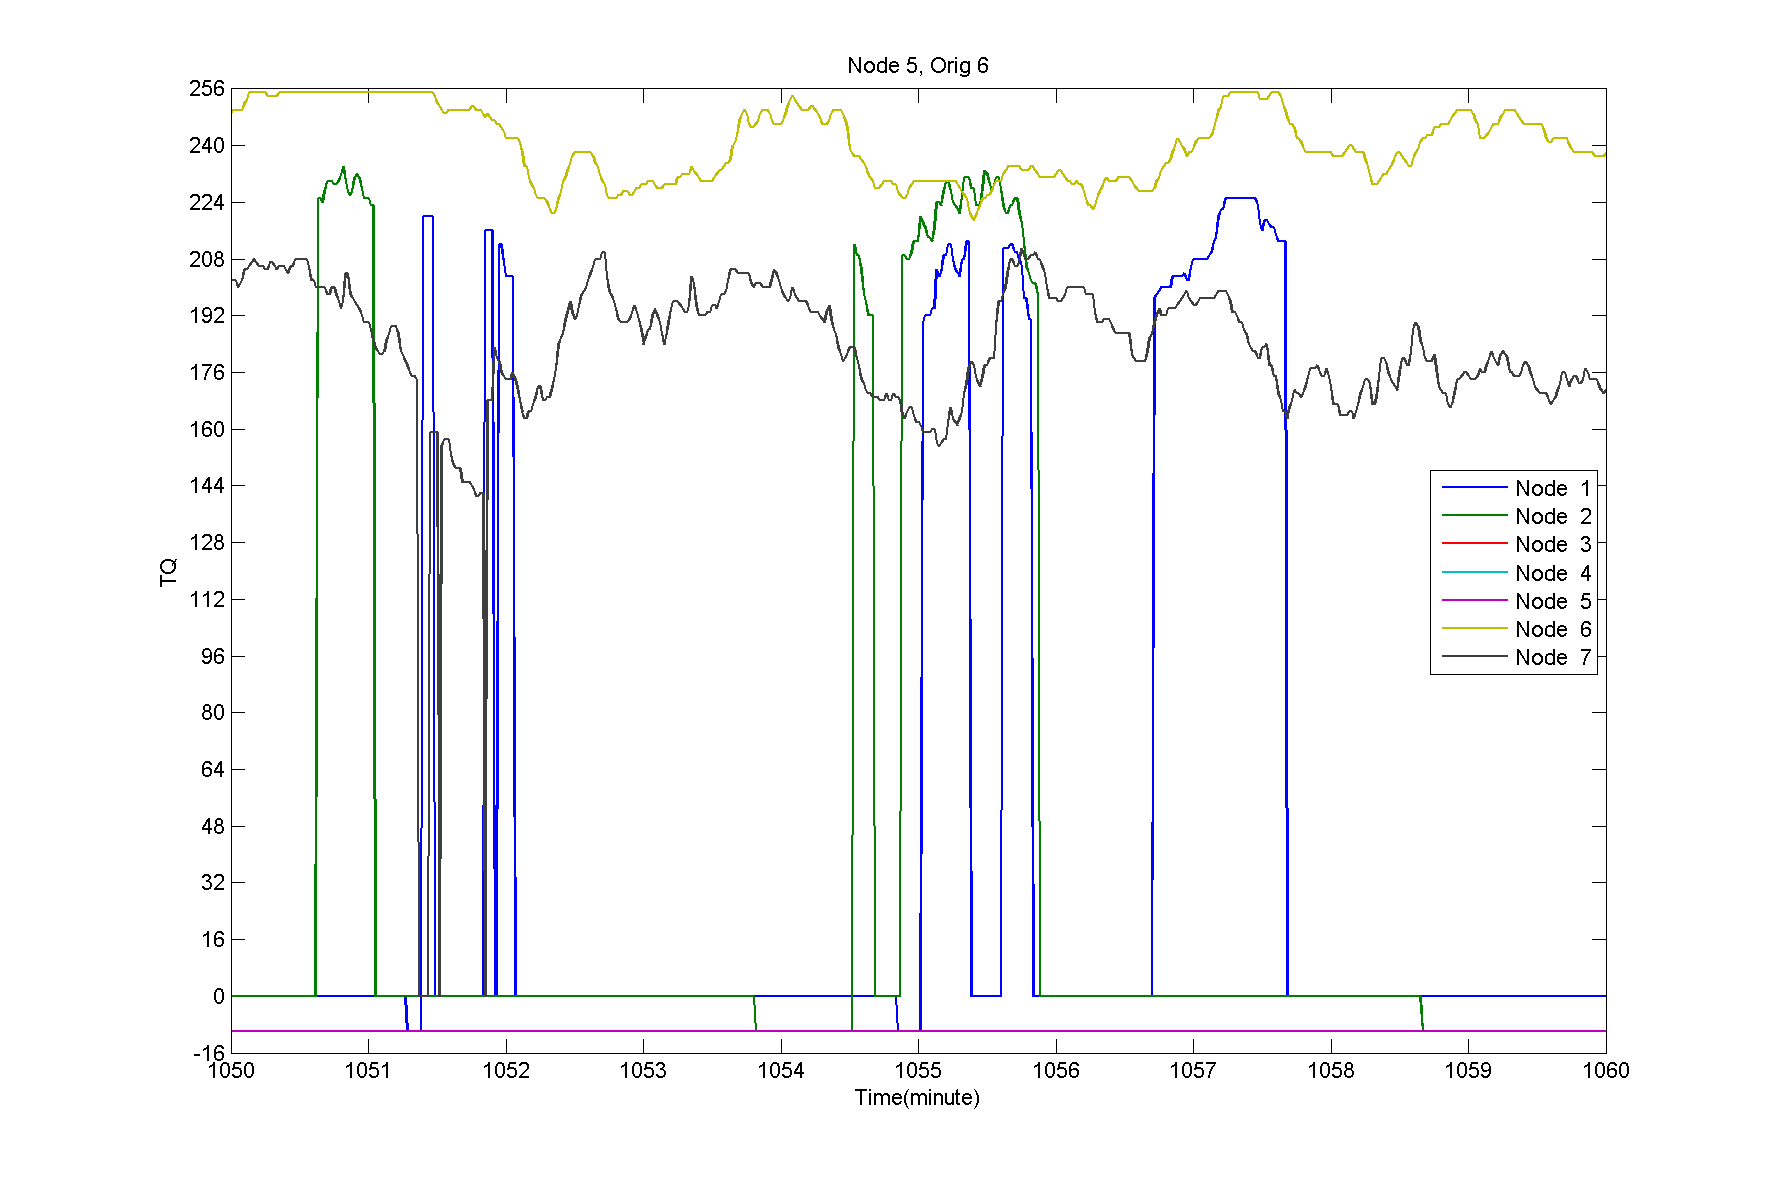 Node 5, Orig 6
256
240
224
208
192
176
160
144
128
112
96
80
64
48
32
16
0
-16
TQ
Node 1
Node 2
Node 3
Node 4
Node 5
Node 6
Node 7
1050 1051 1052 1053 1054 1055 1056 1057 1058 1059 1060
Time(minute)